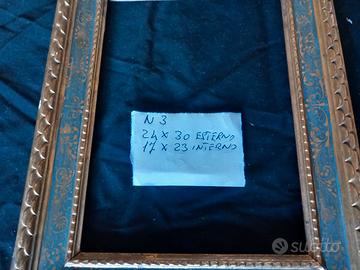 N 3
24 x 30 ESTERNO
17 x 23 INTERNO
subito